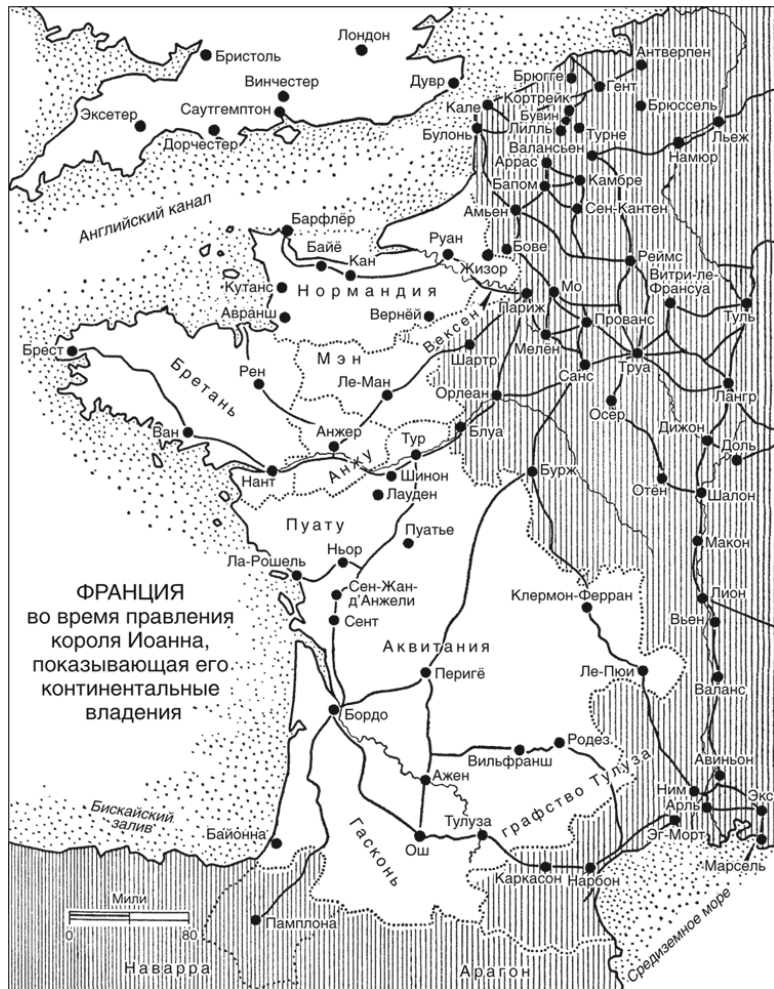 Лондон
Бристоль
Винчестер
Дувр
Эксетер
Саутгемптон
Дорчестер
Антверпен
Брюгге
Гент
Кортрейк
Кале
Бувин
Брюссель
Булонь
Лилль
Турне
Льеж
Валансьен
Намюр
Аррас
Камбре
Бапом
Английский канал
Амьен
Сен-Кантен
Барфлёр
Руан
Бове
Байё
Кан
Жизор
Реймс
Витри-ле-
Франсуа
Кутанс
Нормандия
Мо
Париж
Авранш
Вернёй
Вексен
Прованс
Туль
Мелён
Брест
Мэн
Шартр
Бретань
Рен
Ле-Ман
Санс
Труа
Орлеан
Лангр
Осер
Ван
Анжер
Тур
Блуа
Дижон
Доль
Анжу
Нант
Шинон
Бурж
Отён
Шалон
Лауден
Пуату
Пуатье
Макон
Ла-Рошель
Ньор
ФРАНЦИЯ
во время правления
короля Иоанна,
показывающая его
континентальные
владения
Сен-Жан-
д'Анжели
Клермон-Ферран
Лион
Сент
Вьен
Аквитания
Перигё
Ле-Пюи
Валанс
Бордо
Родез
Вильфранш
Авиньон
Ажен
графство Тулуза
Ним
Экс
Бискайский
залив
Арль
Байонна
Гасконь
Ош
Тулуза
Эг-Морт
Марсель
Каркасон
Нарбон
Мили
0
80
Памплона
Средиземное море
Наварра
Арагон